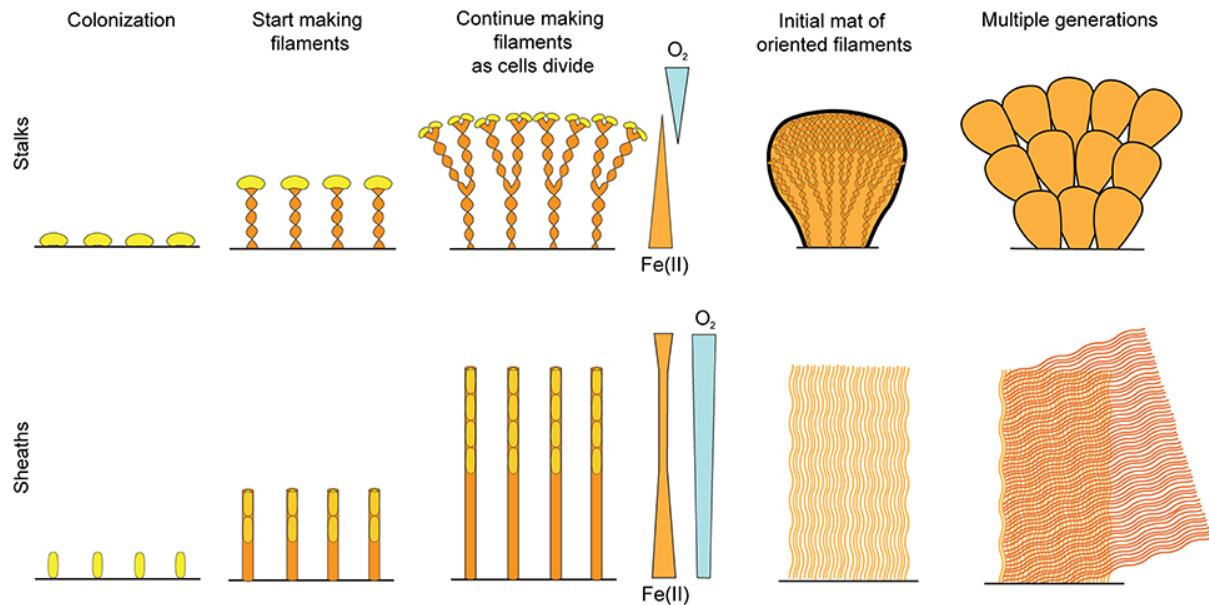 Colonization
Start making
filaments
Continue making
filaments
as cells divide
Initial mat of
oriented filaments
Multiple generations
Stalks
O₂
Fe(II)
Sheaths
O₂
Fe(II)